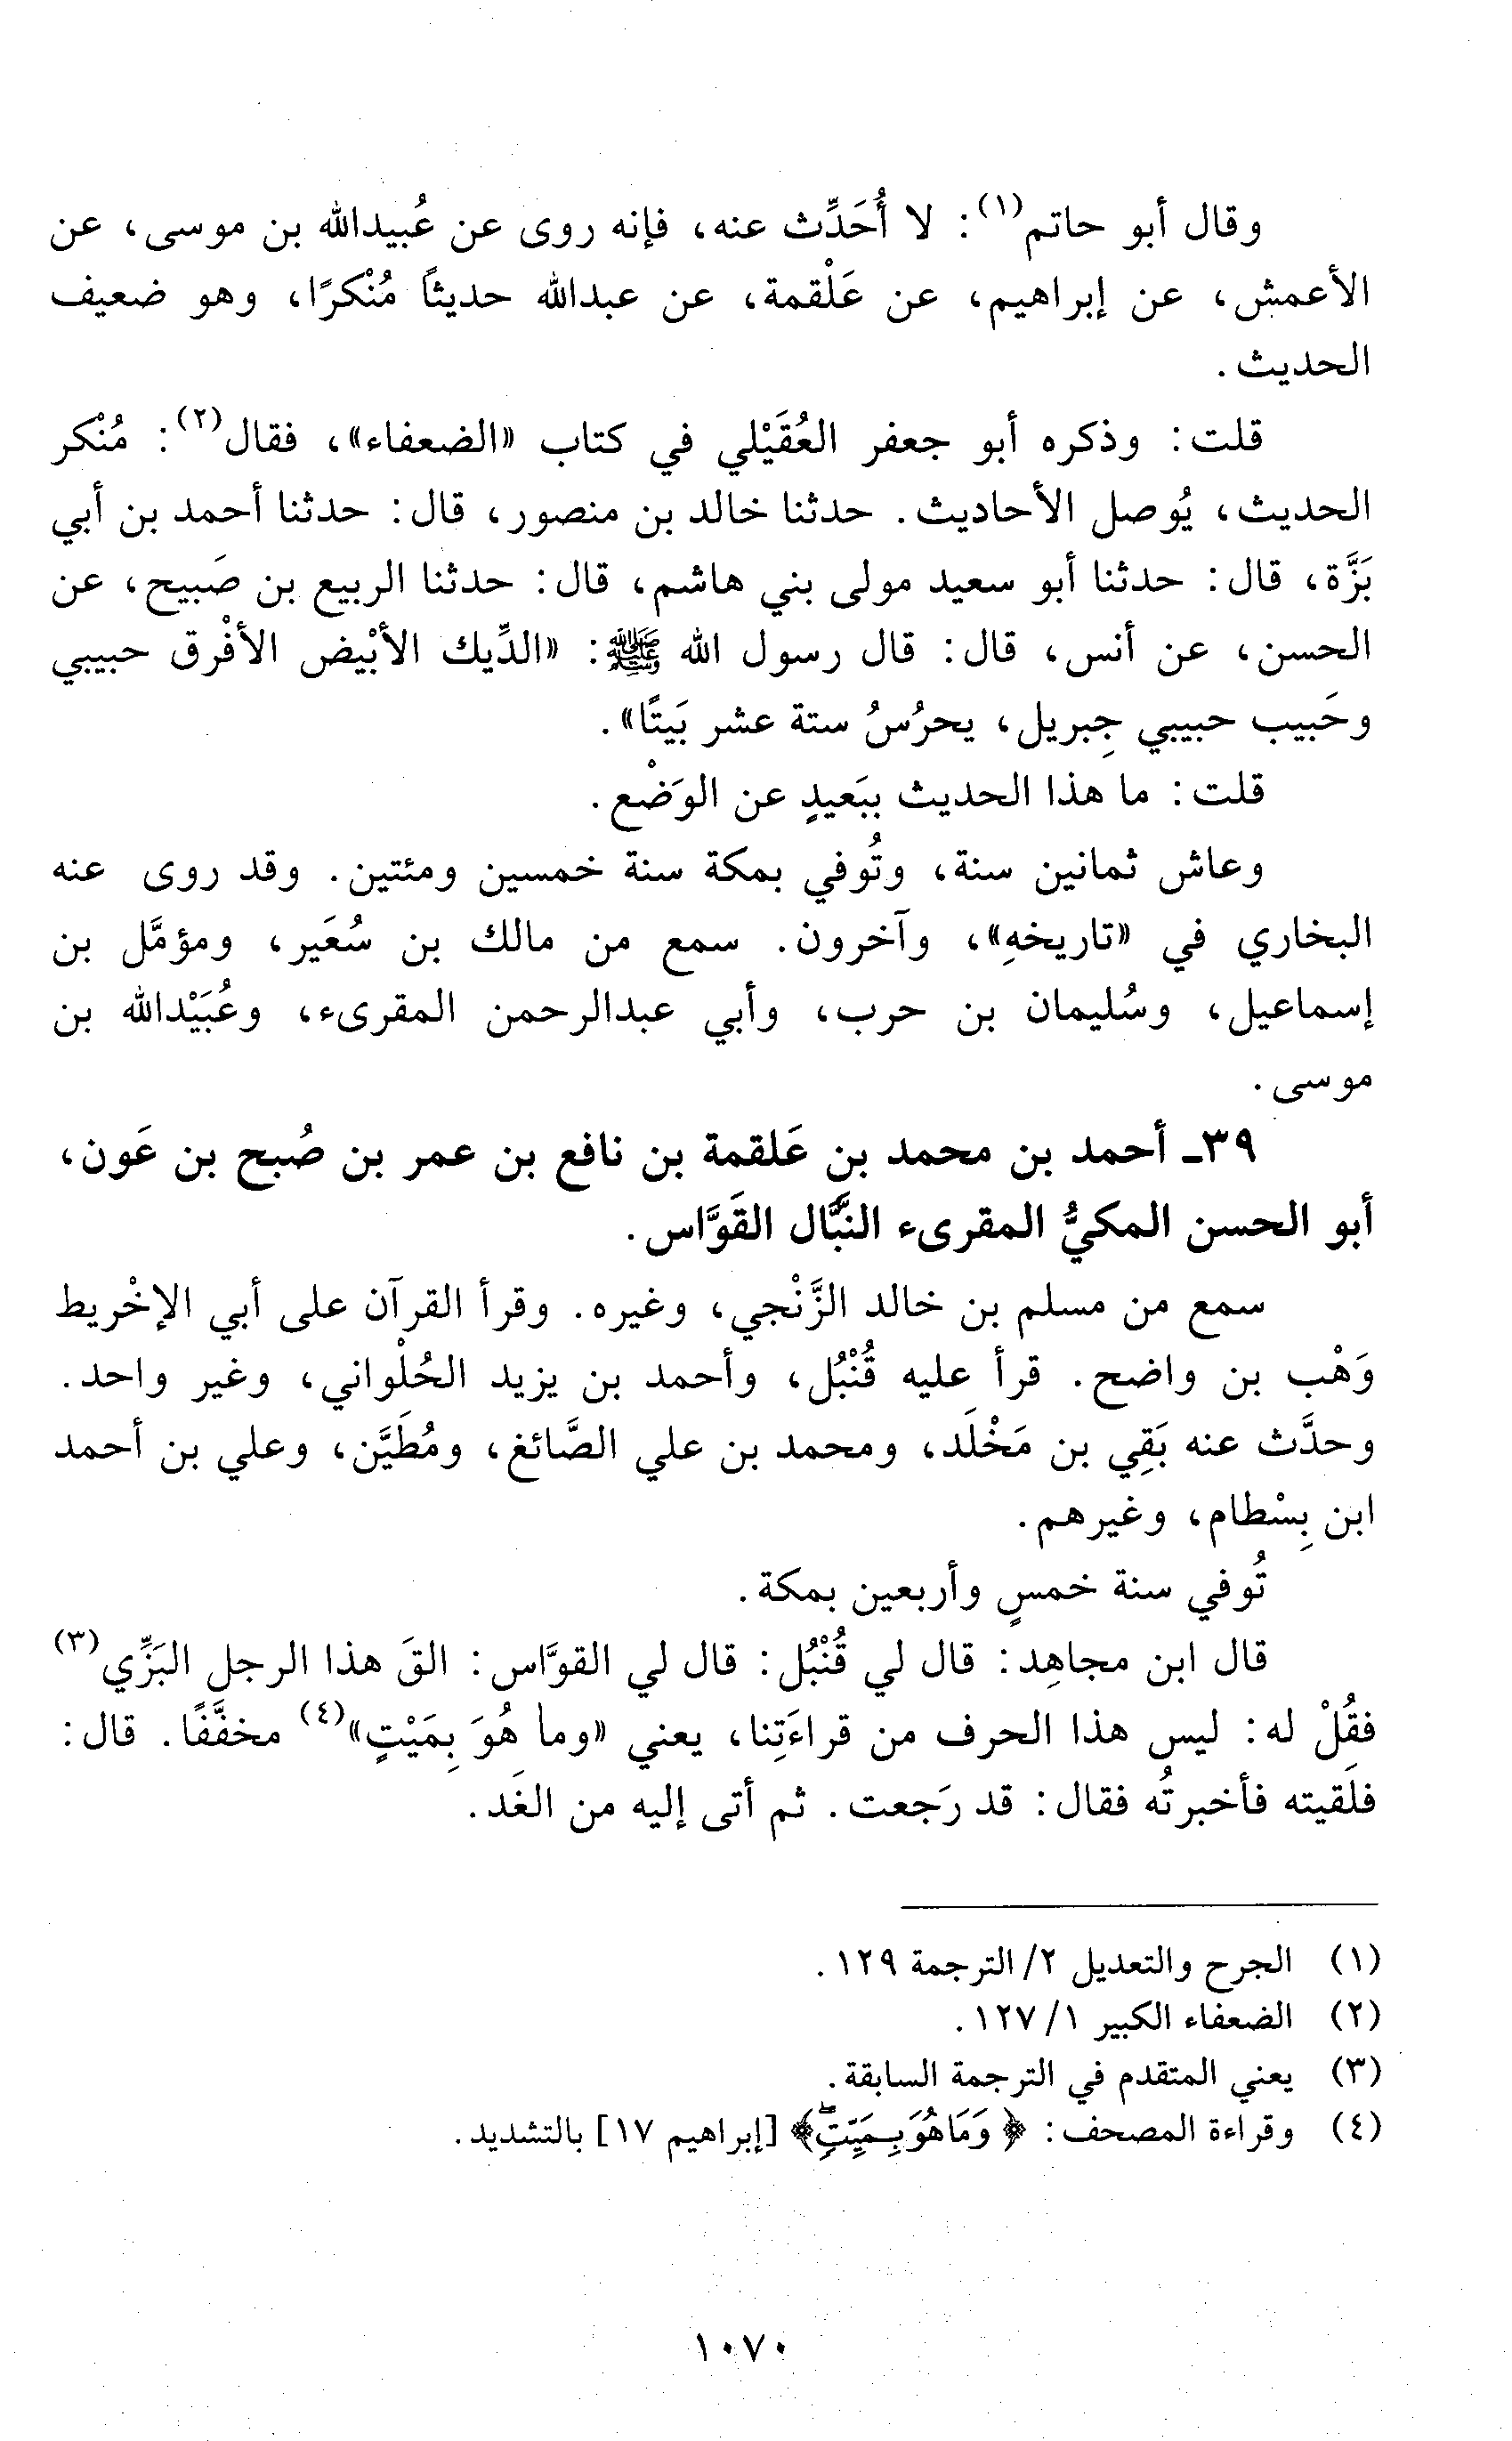 وقال أبو حاتم(١): لا أُحَدِّث عنه، فإنه روى عن عُبيدالله بن موسى، عن
الأعمش، عن إبراهيم، عن عَلْقمة، عن عبدالله حديثاً مُنْكرًا، وهو ضعيف
الحديث.
قلت: وذكره أبو جعفر العُقَيْلي في كتاب «الضعفاء»، فقال(٢): مُنْكر
الحديث، يُوصل الأحاديث. حدثنا خالد بن منصور، قال: حدثنا أحمد بن أبي
بَزَّة، قال: حدثنا أبو سعيد مولى بني هاشم، قال: حدثنا الربيع بن صَبيح، عن
الحسن، عن أنس، قال: قال رسول الله ﷺ: «الدِّيك الأبْيض الأفْرق حبيبي
وحَبيب حبيبي جِبريل، يحرُسُ ستة عشر بَيتًا».
قلت: ما هذا الحديث ببَعيدٍ عن الوَضْع.
وعاش ثمانين سنة، وتُوفي بمكة سنة خمسين ومئتين. وقد روى عنه
البخاري في «تاريخهِ»، وآخرون. سمع من مالك بن سُعَير، ومؤمَّل بن
إسماعيل، وسُليمان بن حرب، وأبي عبدالرحمن المقرىء، وعُبَيْدالله بن
موسى.
٣٩ـ أحمد بن محمد بن عَلقمة بن نافع بن عمر بن صُبح بن عَون،
أبو الحسن المكيُّ المقرىء النبَّال القَوَّاس.
سمع من مسلم بن خالد الزَّنْجي، وغيره. وقرأ القرآن على أبي الإخْريط
وَهْب بن واضح. قرأ عليه قُنْبُل، وأحمد بن يزيد الحُلْواني، وغير واحد.
وحدَّث عنه بَقِي بن مَخْلَد، ومحمد بن علي الصَّائغ، ومُطَيَّن، وعلي بن أحمد
ابن بِسْطام، وغيرهم.
تُوفي سنة خمسٍ وأربعين بمكة.
قال ابن مجاهِد: قال لي قُنْبُل: قال لي القوَّاس: القَ هذا الرجل البَزِّي(٣)
فقُلْ له: ليس هذا الحرف من قراءَتِنا، يعني «وما هُوَ بِمَيْتٍ»(٤) مخفَّفًا. قال:
فلَقيته فأخبرتُه فقال: قد رَجعت. ثم أتى إليه من الغَد.
(١) الجرح والتعديل ٢/ الترجمة ١٢٩.
(٢) الضعفاء الكبير ١/ ١٢٧.
(٣) يعني المتقدم في الترجمة السابقة.
(٤) وقراءة المصحف: ﴿وَمَا هُوَ بِمَيِّتٍۖ﴾ [إبراهيم ١٧] بالتشديد.
١٠٧٠